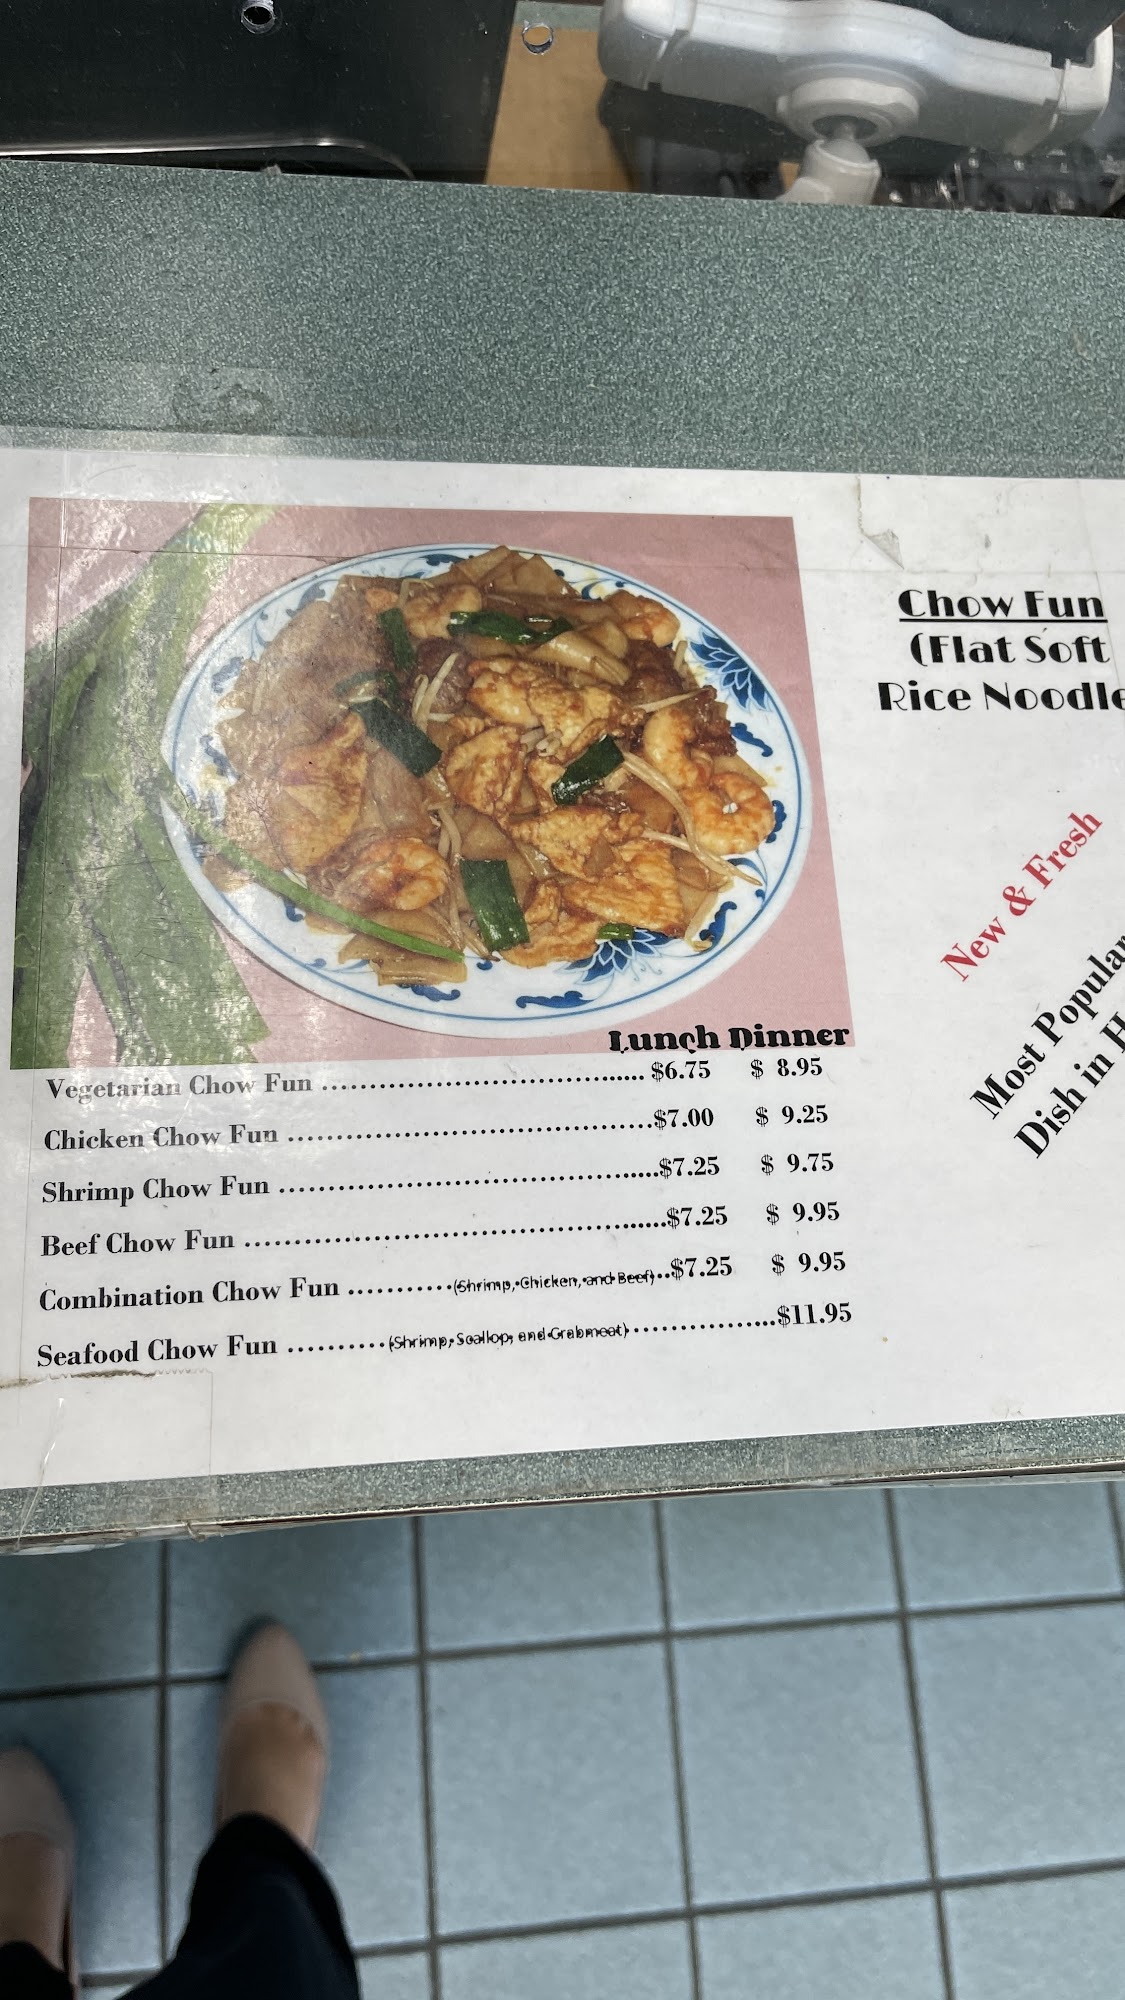 Chow Fun
(Flat Soft
Rice Noodle
New & Fresh
Most Popular
Dish in H
Lunch Dinner
Vegetarian Chow Fun ........................................ $6.75 $ 8.95
Chicken Chow Fun ........................................$7.00 $ 9.25
Shrimp Chow Fun ........................................$7.25 $ 9.75
Beef Chow Fun ........................................$7.25 $ 9.95
Combination Chow Fun ............(Shrimp, Chicken, and Beef)..$7.25 $ 9.95
Seafood Chow Fun ..........(Shrimp, Scallop, and Crabmeat)................$11.95